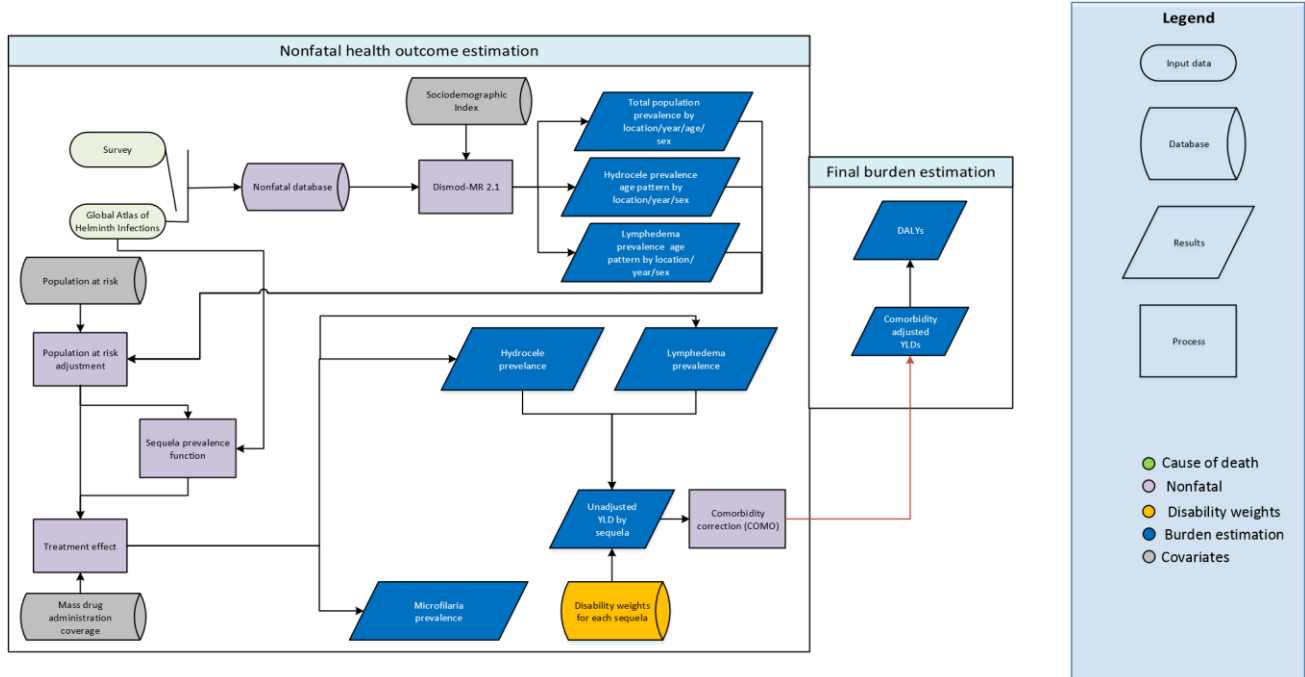 Nonfatal health outcome estimation
Sociodemographic
Index
Total population
prevalence by
location/year/age/
sex
Survey
Nonfatal database
Dismod-MR 2.1
Hydrocele prevalence
age pattern by
location/year/sex
Global Atlas of
Helminth Infections
Lymphedema
prevalence age
pattern by location/
year/sex
Population at risk
Population at risk
adjustment
Hydrocele
prevelance
Lymphedema
prevalence
Sequela prevalence
function
Treatment effect
Unadjusted
YLD by
sequela
Comorbidity
correction (COMO)
Mass drug
administration
coverage
Microfilaria
prevalence
Disability weights
for each sequela
Final burden estimation
DALYs
Comorbidity
adjusted
YLDs
Legend
Input data
Database
Results
Process
Cause of death
Nonfatal
Disability weights
Burden estimation
Covariates